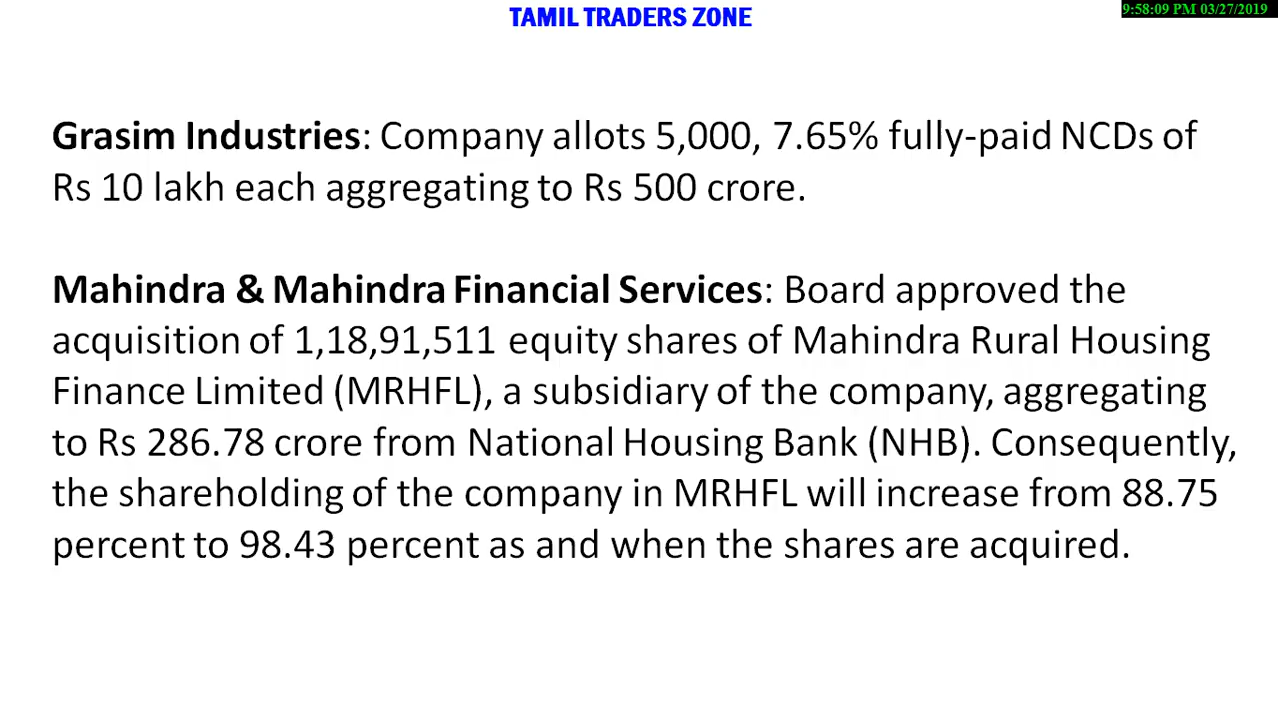 TAMIL TRADERS ZONE
9:58:09 PM 03/27/2019
Grasim Industries: Company allots 5,000, 7.65% fully-paid NCDs of
Rs 10 lakh each aggregating to Rs 500 crore.
Mahindra & Mahindra Financial Services: Board approved the
acquisition of 1,18,91,511 equity shares of Mahindra Rural Housing
Finance Limited (MRHFL), a subsidiary of the company, aggregating
to Rs 286.78 crore from National Housing Bank (NHB). Consequently,
the shareholding of the company in MRHFL will increase from 88.75
percent to 98.43 percent as and when the shares are acquired.